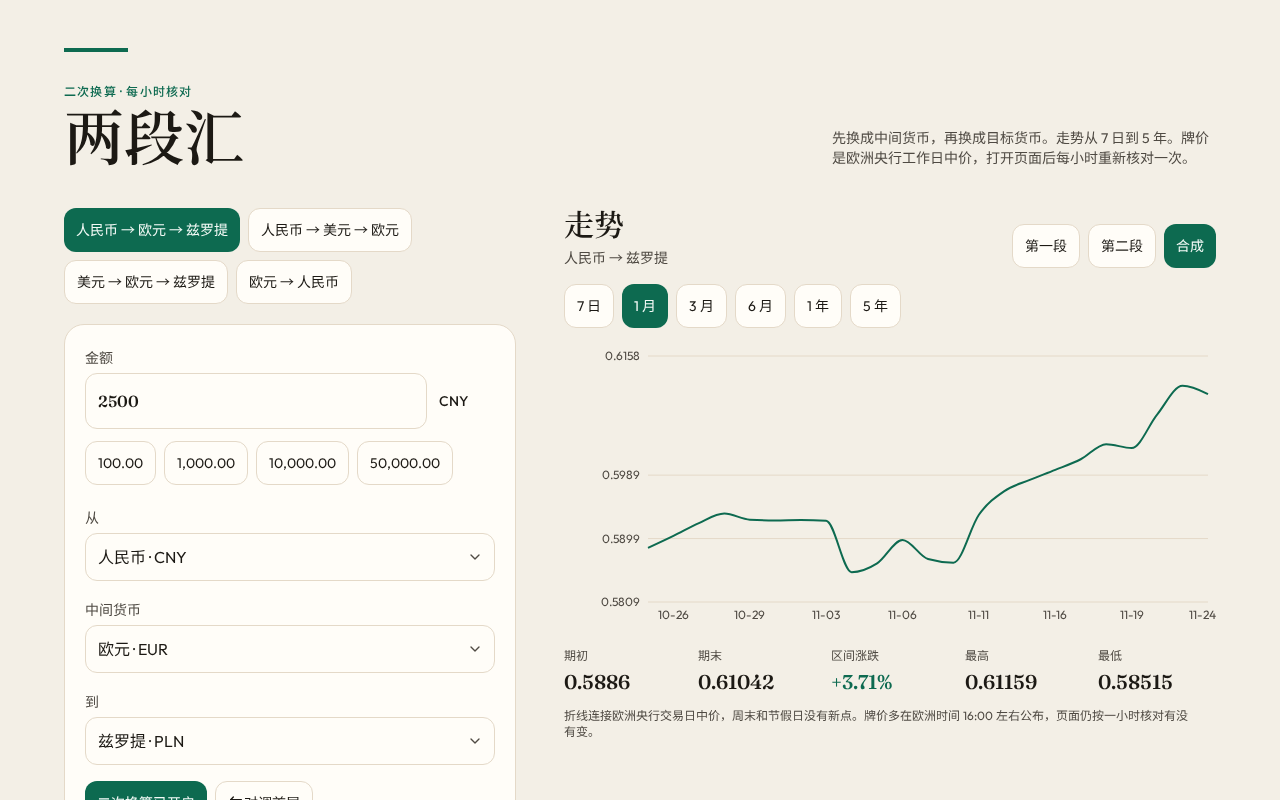 二次换算 · 每小时核对
两段汇
先换成中间货币，再换成目标货币。走势从 7 日到 5 年。牌价
是欧洲央行工作日中价，打开页面后每小时重新核对一次。
人民币 → 欧元 → 兹罗提
人民币 → 美元 → 欧元
美元 → 欧元 → 兹罗提
欧元 → 人民币
金额
2500
CNY
100.00
1,000.00
10,000.00
50,000.00
从
人民币 · CNY
中间货币
欧元 · EUR
到
兹罗提 · PLN
走势
人民币 → 兹罗提
第一段
第二段
合成
7 日
1 月
3 月
6 月
1 年
5 年
0.6158
0.5989
0.5899
0.5809
10-26
10-29
11-03
11-06
11-11
11-16
11-19
11-24
期初
0.5886
期末
0.61042
区间涨跌
+3.71%
最高
0.61159
最低
0.58515
折线连接欧洲央行交易日中价，周末和节假日没有新点。牌价多在欧洲时间 16:00 左右公布，页面仍按一小时核对有没
有变。